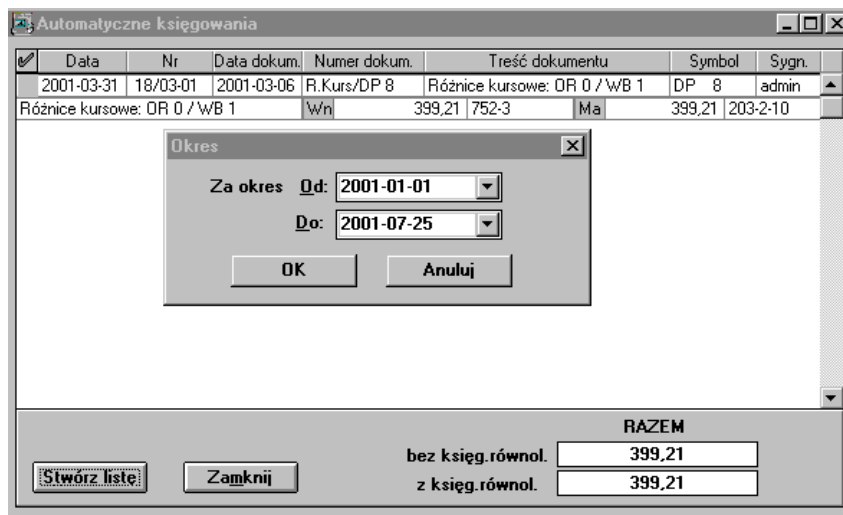 Automatyczne księgowania
Data Nr Data dokum. Numer dokum. Treść dokumentu Symbol Sygn.
2001-03-31 18/03-01 2001-03-06 R.Kurs/DP 8 Różnice kursowe: OR 0 / WB 1 DP 8 admin
Różnice kursowe: OR 0 / WB 1 Wn 399,21 752-3 Ma 399,21 203-2-10
Okres
Za okres Od: 2001-01-01
Do: 2001-07-25
OK Anuluj
RAZEM
bez księg.równol. 399,21
Stwórz listę Zamknij z księg.równol. 399,21